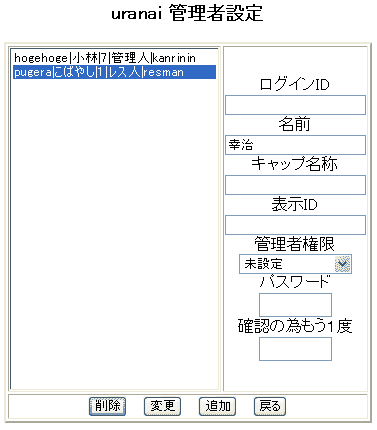 uranai 管理者設定
hogehoge|小林|7|管理人|kanrinin
pugera|こばやし|1|レス人|resman
ログインID
名前
幸治
キャップ名称
表示ID
管理者権限
未設定
パスワード
確認の為もう1度
削除 変更 追加 戻る